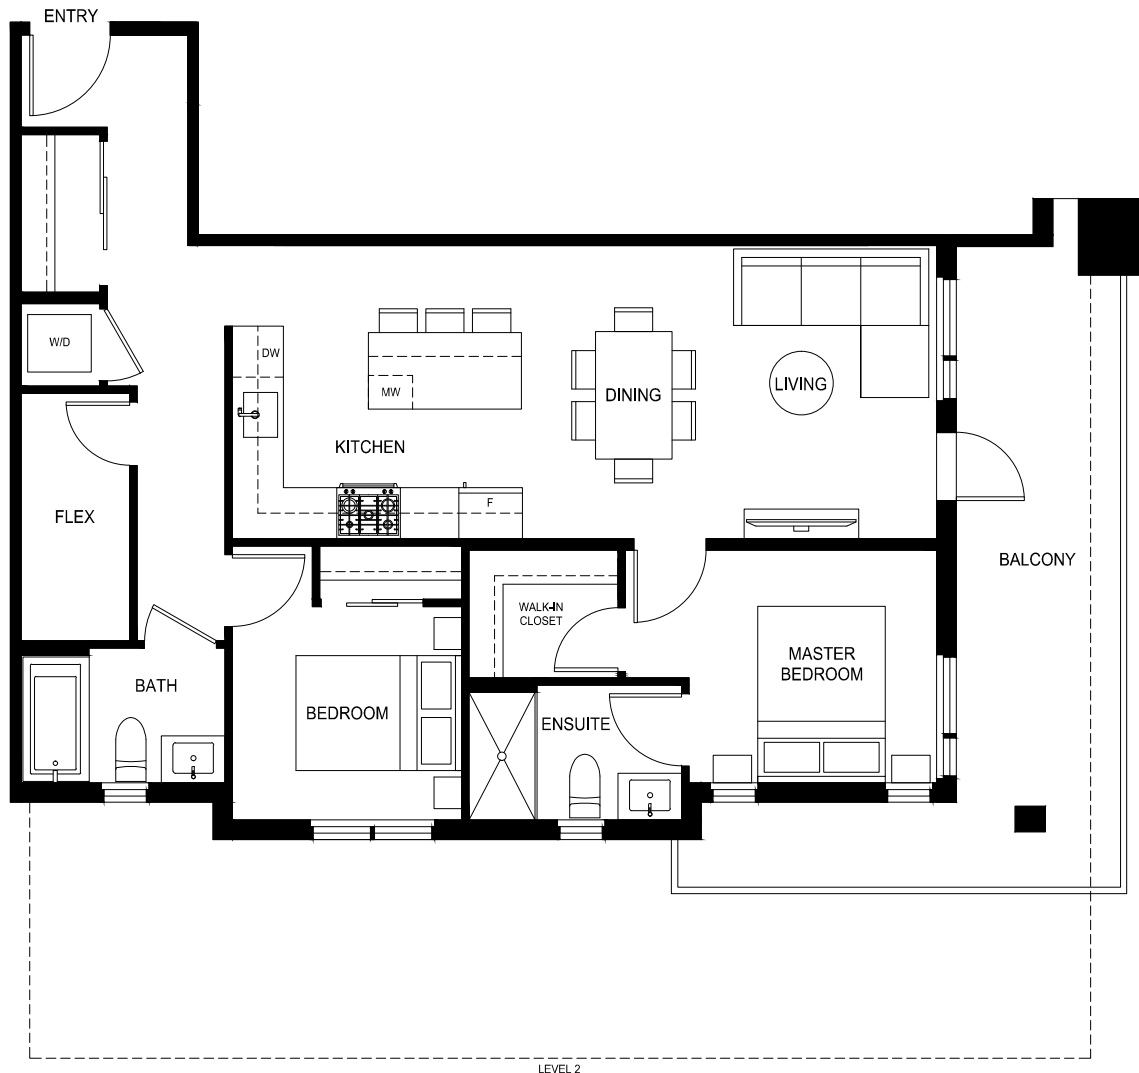 ENTRY
W/D
DW
MW
LIVING
DINING
KITCHEN
F
FLEX
BALCONY
WALK-IN
CLOSET
MASTER
BEDROOM
BATH
BEDROOM
ENSUITE
LEVEL 2